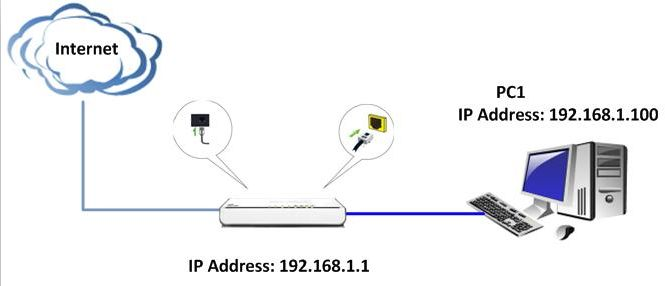 Internet
PC1
IP Address: 192.168.1.100
IP Address: 192.168.1.1